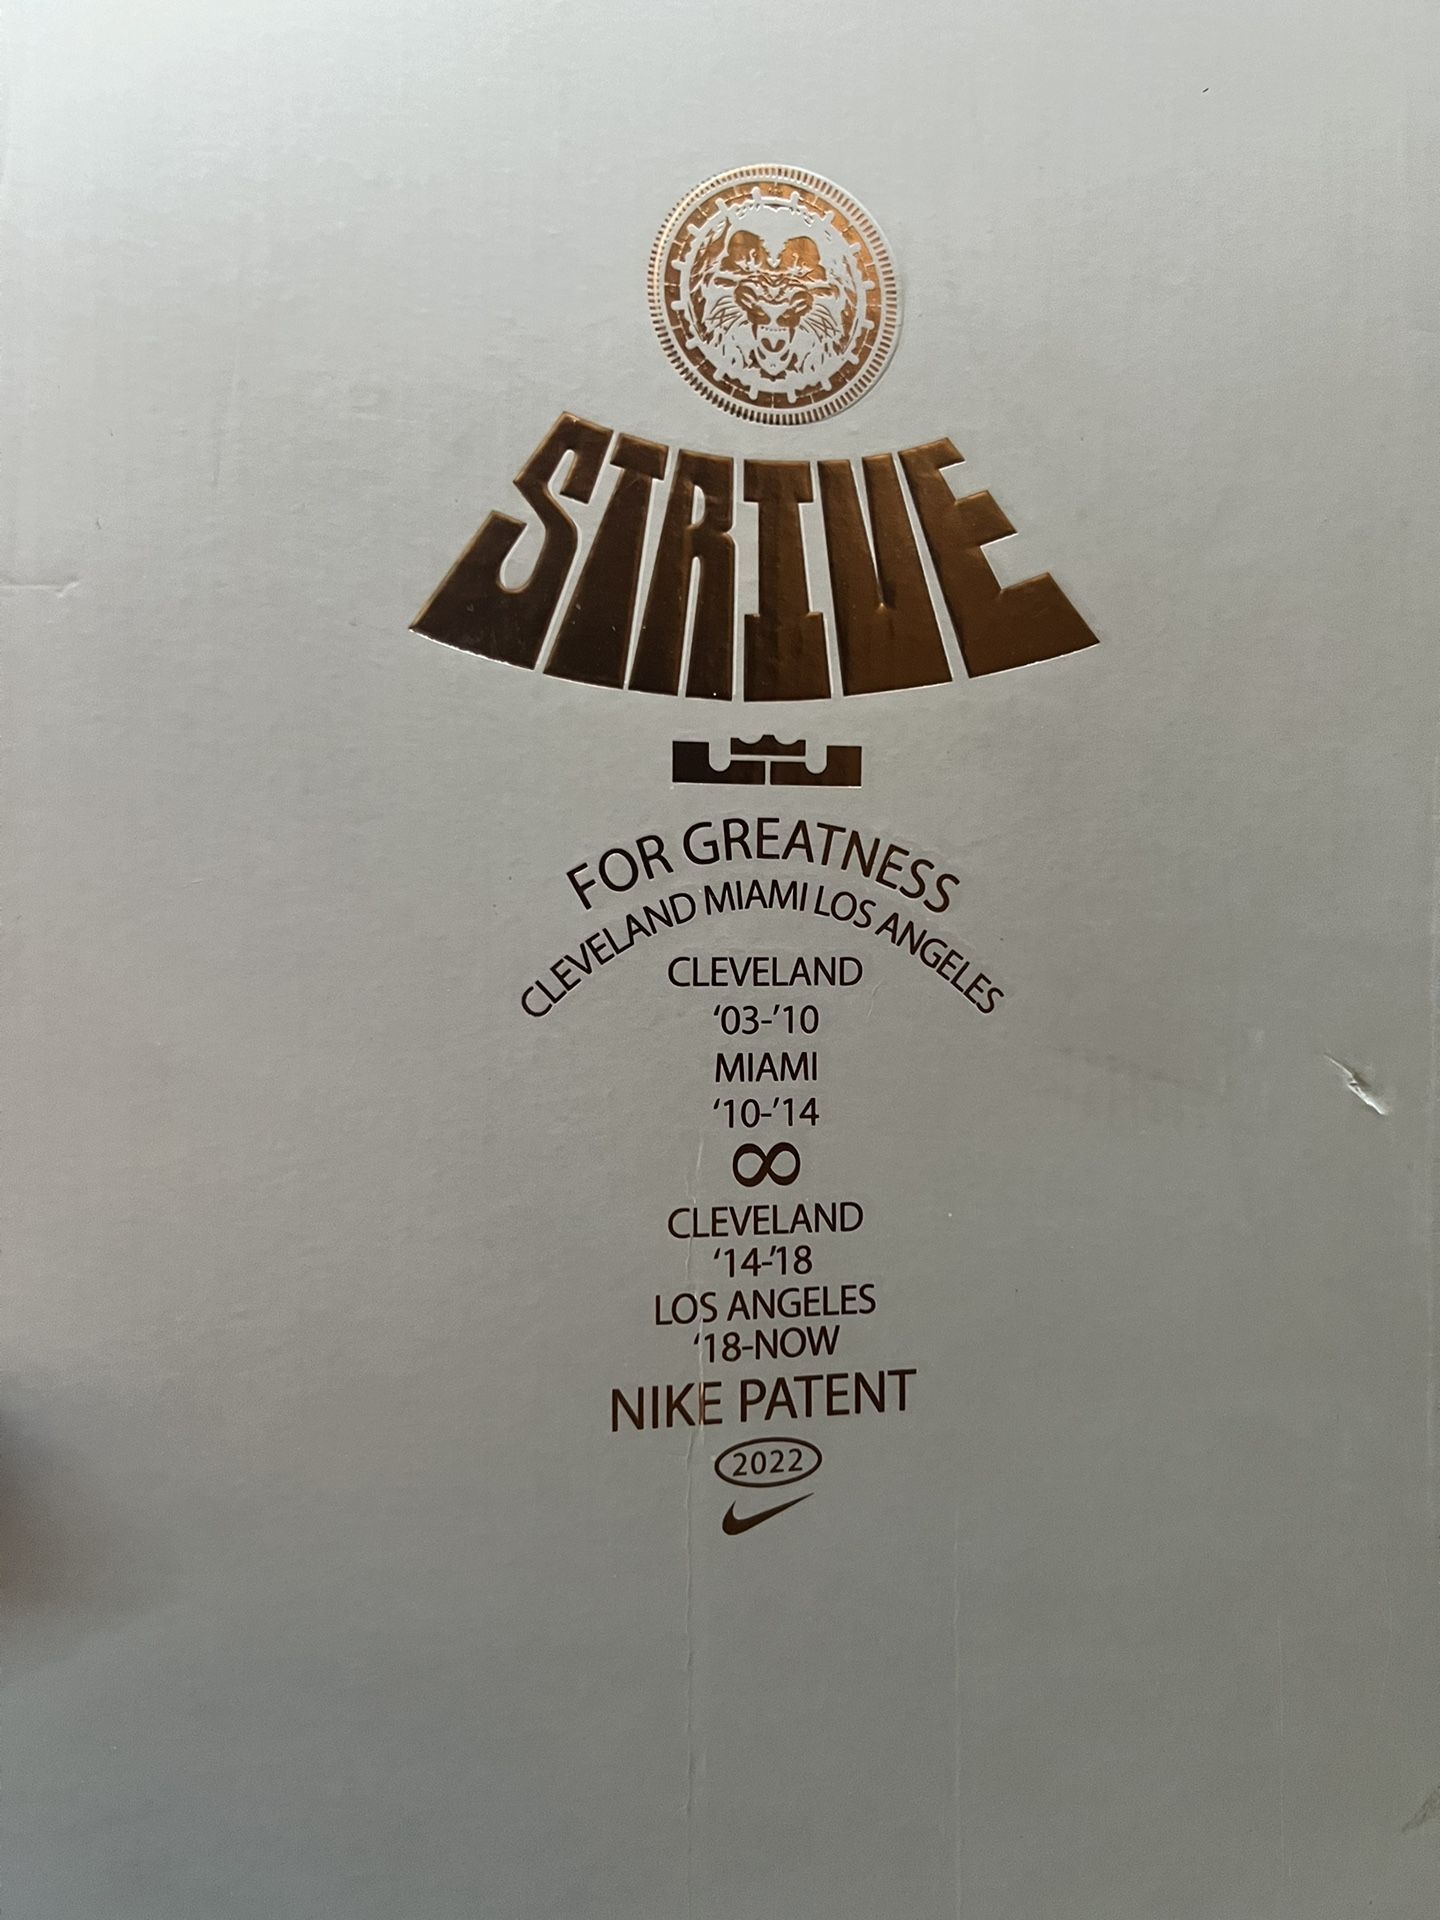 STRIVE
FOR GREATNESS
CLEVELAND MIAMI LOS ANGELES
CLEVELAND
‘03-’10
MIAMI
‘10-’14
∞
CLEVELAND
‘14-’18
LOS ANGELES
‘18-NOW
NIKE PATENT
2022